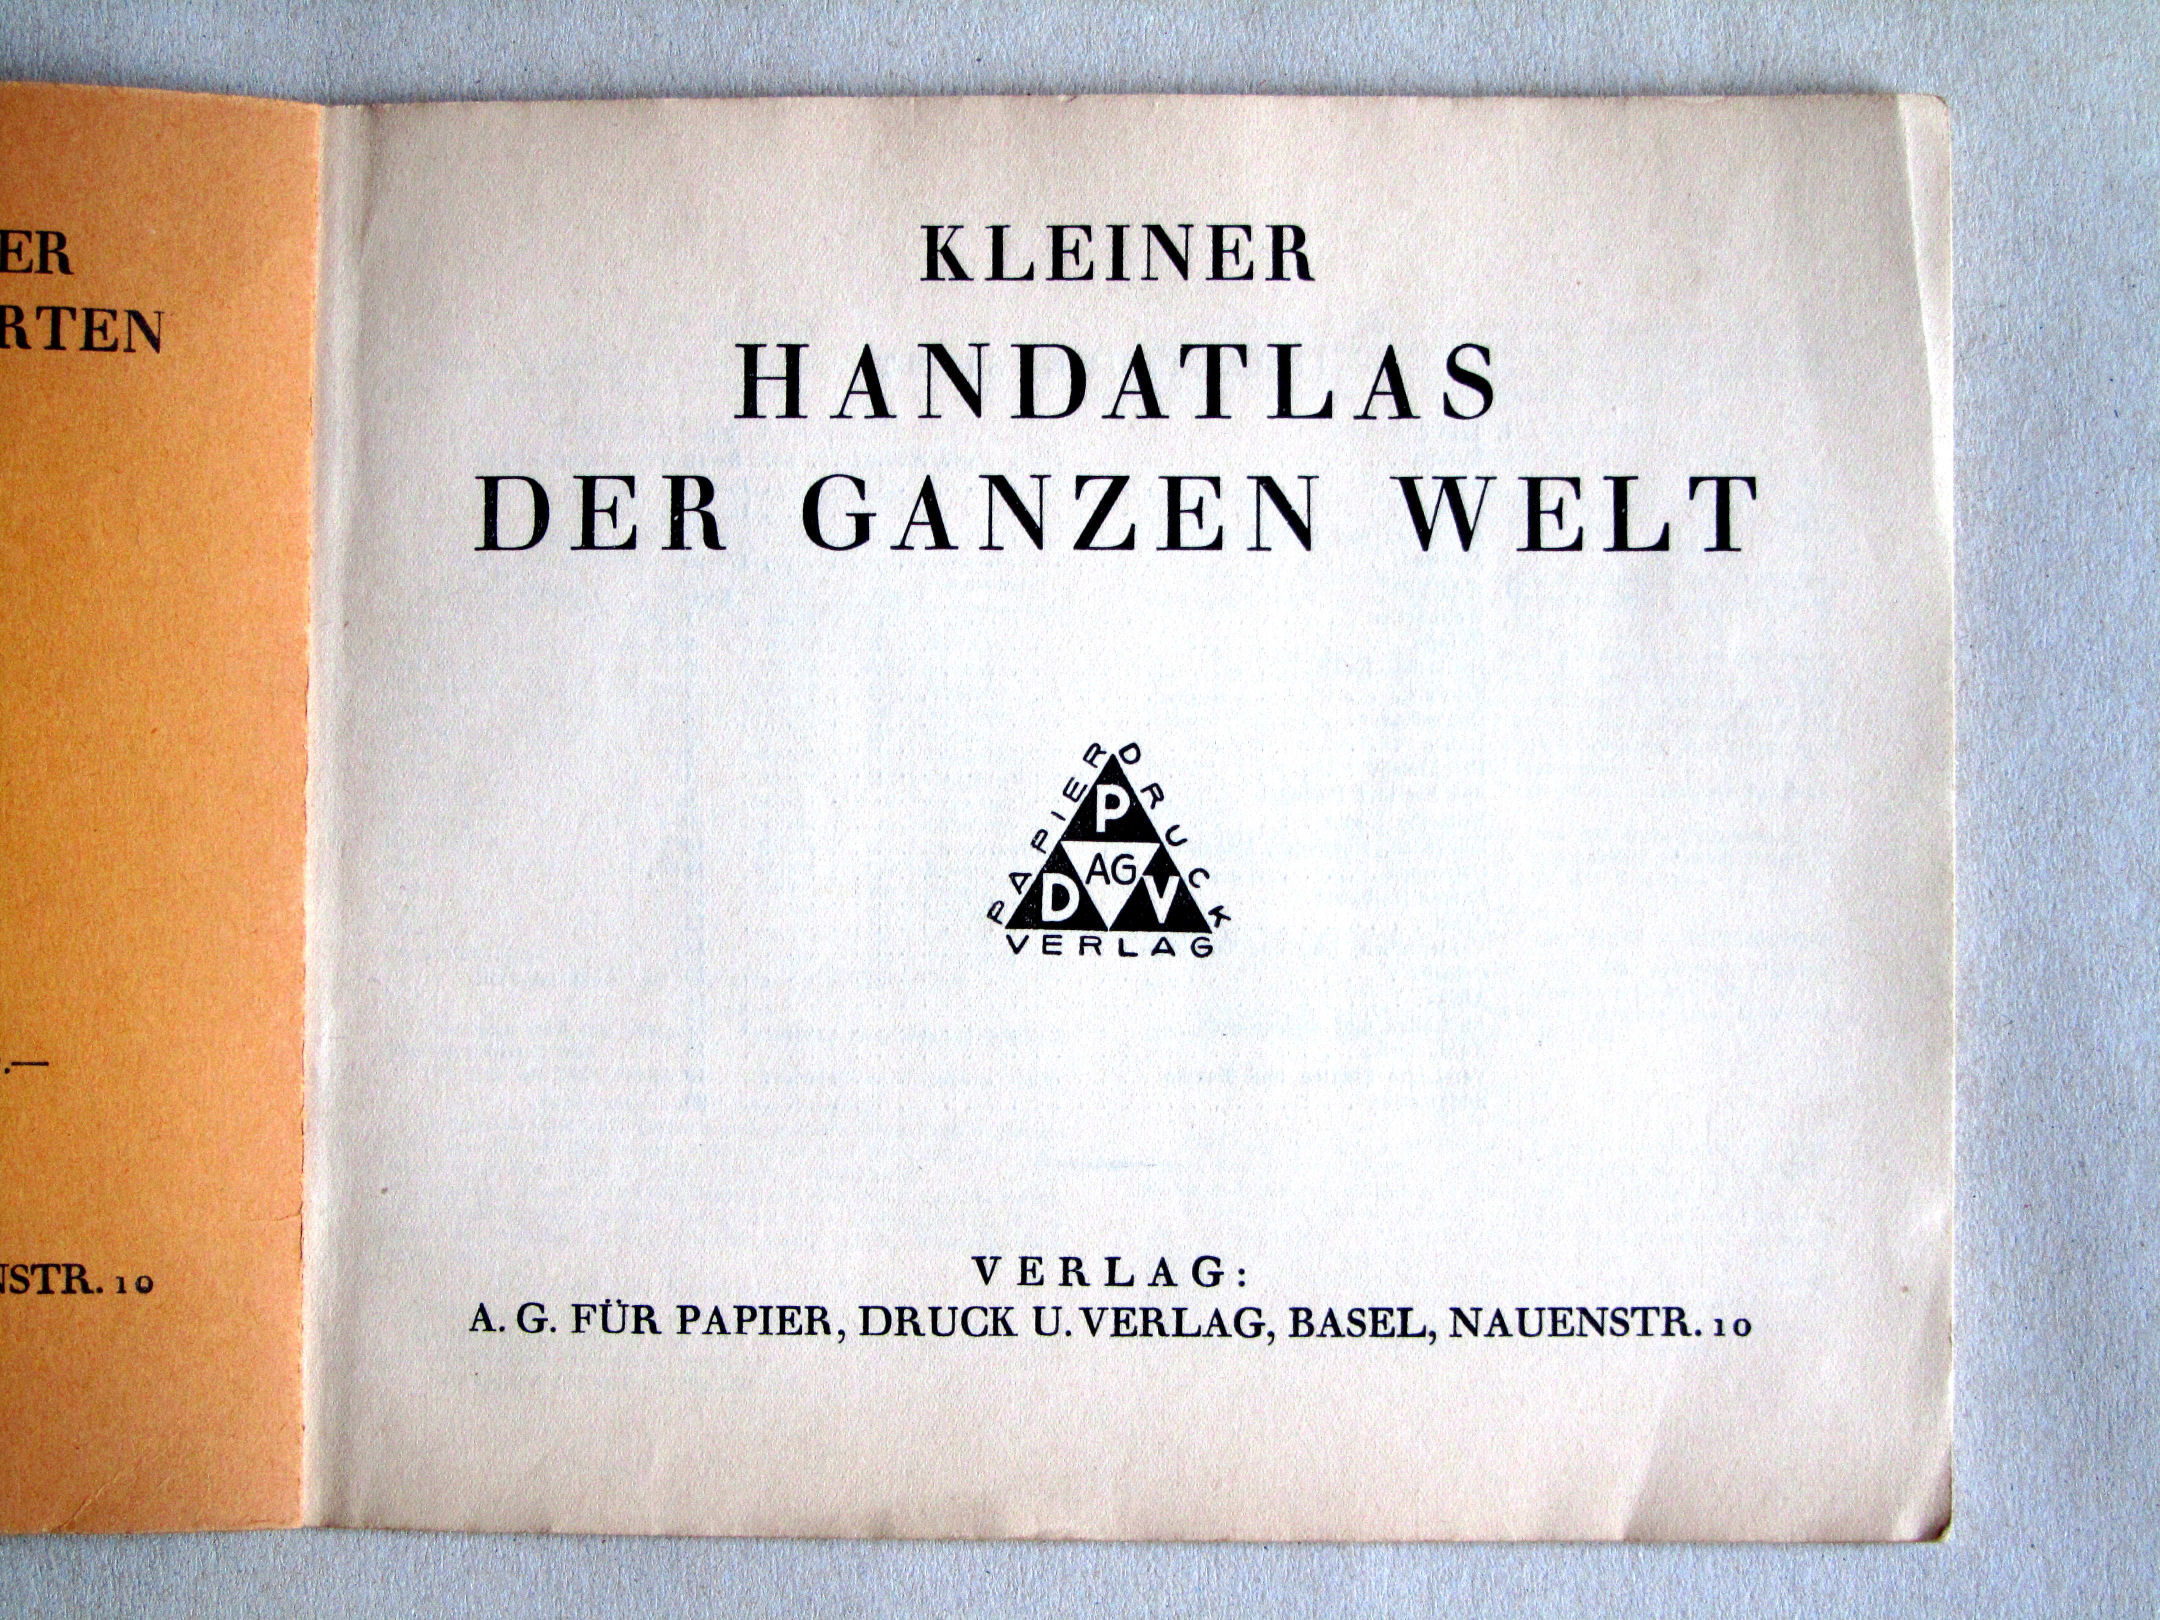 ER
RTEN
.—
NSTR. 10
KLEINER
HANDATLAS
DER GANZEN WELT
PAPIER DRUCK
P
AG
D V
VERLAG
VERLAG:
A. G. FÜR PAPIER, DRUCK U. VERLAG, BASEL, NAUENSTR. 10